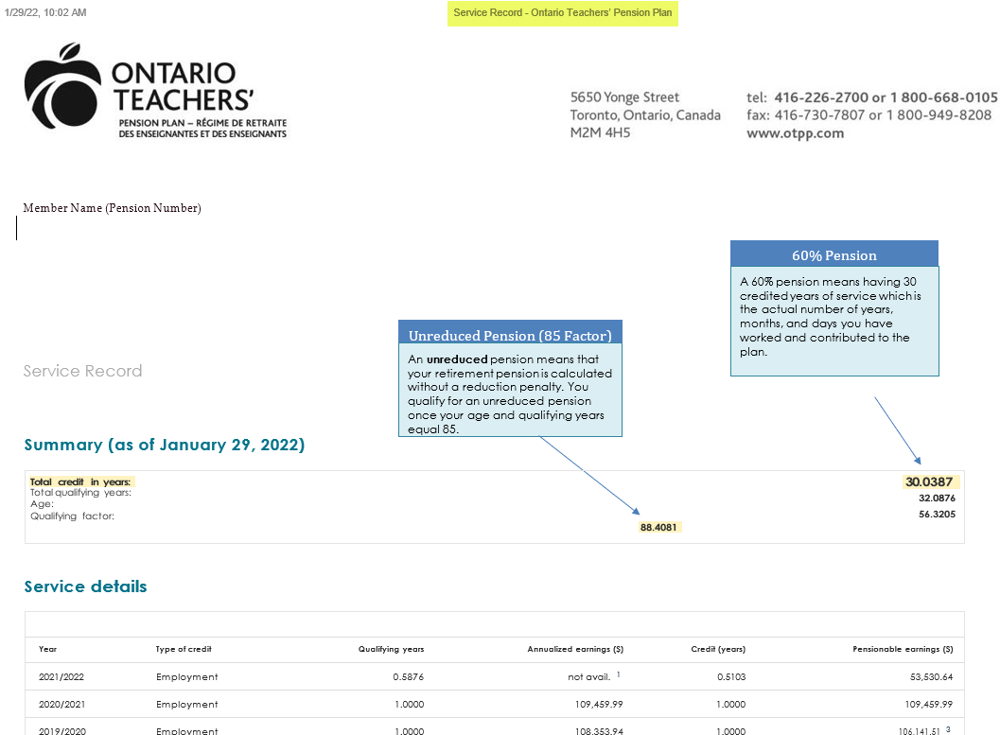 1/29/22, 10:02 AM
Service Record - Ontario Teachers' Pension Plan
ONTARIO
TEACHERS'
PENSION PLAN – RÉGIME DE RETRAITE
DES ENSEIGNANTES ET DES ENSEIGNANTS
5650 Yonge Street
Toronto, Ontario, Canada
M2M 4H5
tel: 416-226-2700 or 1 800-668-0105
fax: 416-730-7807 or 1 800-949-8208
www.otpp.com
Member Name (Pension Number)
60% Pension
A 60% pension means having 30
credited years of service which is
the actual number of years,
months, and days you have
worked and contributed to the
plan.
Unreduced Pension (85 Factor)
An unreduced pension means that
your retirement pension is calculated
without a reduction penalty. You
qualify for an unreduced pension
once your age and qualifying years
equal 85.
Service Record
Summary (as of January 29, 2022)
Total credit in years: 30.0387
Total qualifying years: 32.0876
Age: 56.3205
Qualifying factor: 88.4081
Service details
Year Type of credit Qualifying years Annualized earnings ($) Credit (years) Pensionable earnings ($)
2021/2022 Employment 0.5876 not avail. 1 0.5103 53,530.64
2020/2021 Employment 1.0000 109,459.99 1.0000 109,459.99
2019/2020 Employment 1.0000 108,353.94 1.0000 106,141.51 3